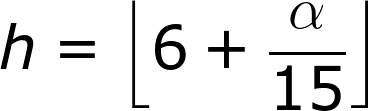 h = ⌊6 + α/15⌋